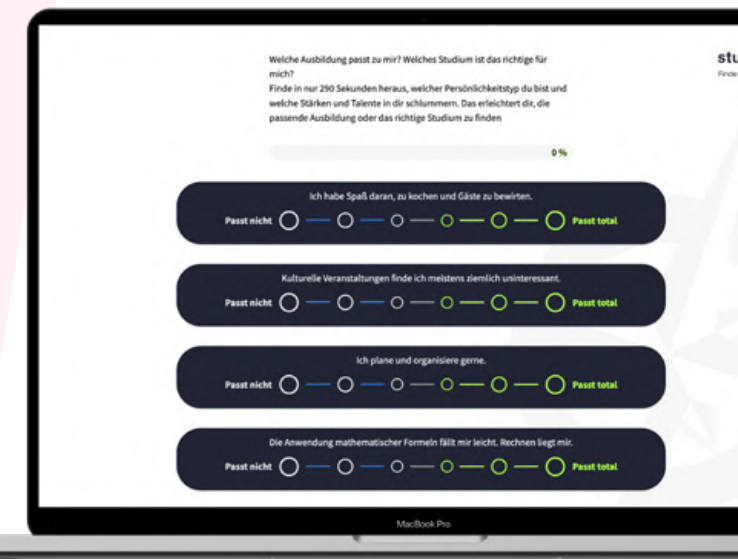 Welche Ausbildung passt zu mir? Welches Studium ist das richtige für
mich?
Finde in nur 290 Sekunden heraus, welcher Persönlichkeitstyp du bist und
welche Stärken und Talente in dir schlummern. Das erleichtert dir, die
passende Ausbildung oder das richtige Studium zu finden
stu
Finde
0 %
Ich habe Spaß daran, zu kochen und Gäste zu bewirten.
Passt nicht Passt total
Kulturelle Veranstaltungen finde ich meistens ziemlich uninteressant.
Passt nicht Passt total
Ich plane und organisiere gerne.
Passt nicht Passt total
Die Anwendung mathematischer Formeln fällt mir leicht. Rechnen liegt mir.
Passt nicht Passt total
MacBook Pro